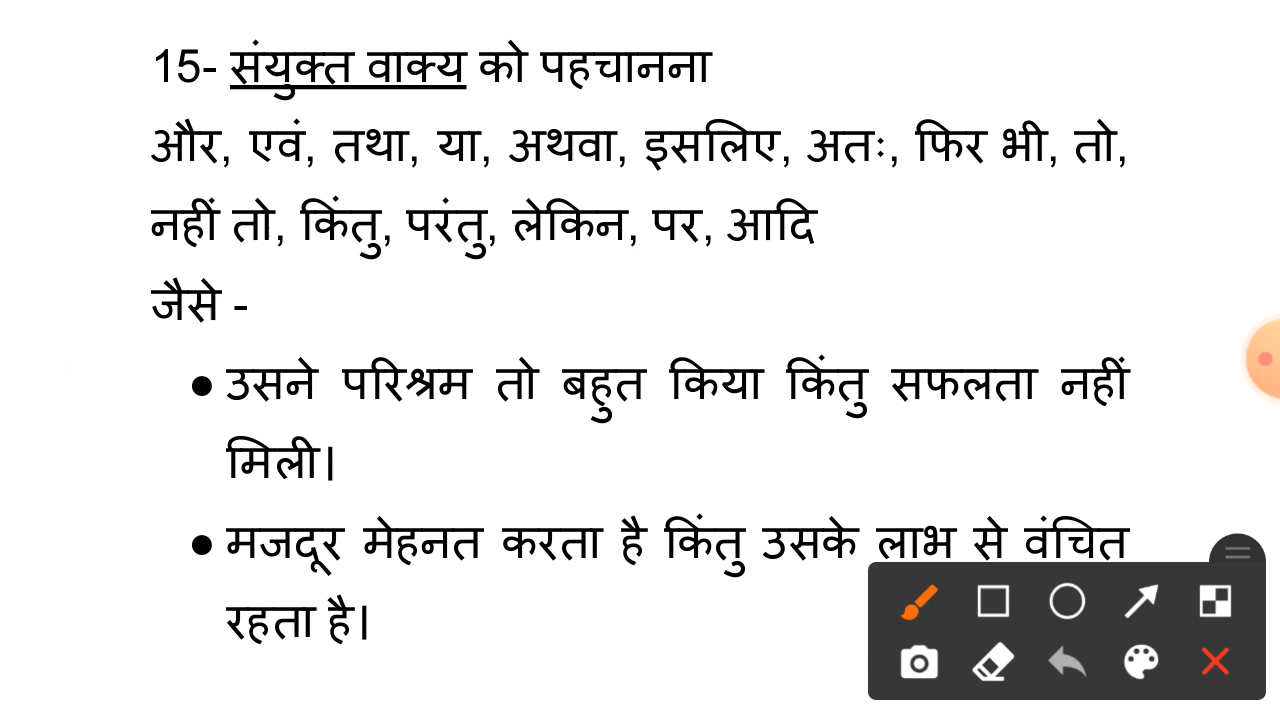 15- संयुक्त वाक्य को पहचानना
और, एवं, तथा, या, अथवा, इसलिए, अतः, फिर भी, तो,
नहीं तो, किंतु, परंतु, लेकिन, पर, आदि
जैसे -
● उसने परिश्रम तो बहुत किया किंतु सफलता नहीं
मिली।
● मजदूर मेहनत करता है किंतु उसके लाभ से वंचित
रहता है।